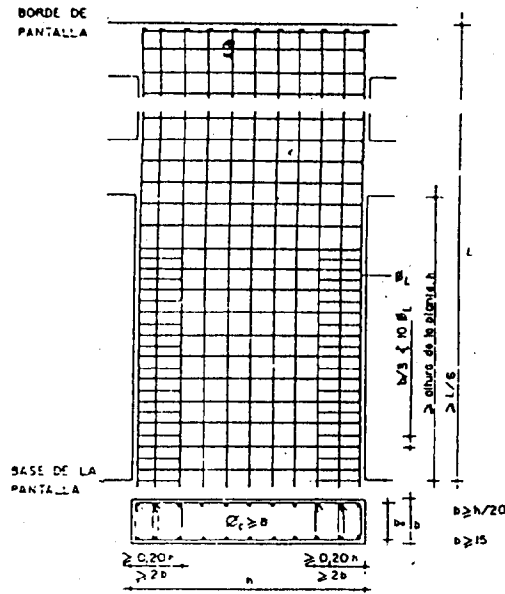 BORDE DE
PANTALLA
L
Ø_L
b/3 < 10 Ø_L
≥ altura de la planta h
≥ L/6
BASE DE LA
PANTALLA
Ø_c ≥ 8
b
b ≥ h/20
b ≥ 15
≥ 0,20 h
≥ 2b
≥ 0,20 h
≥ 2b
h